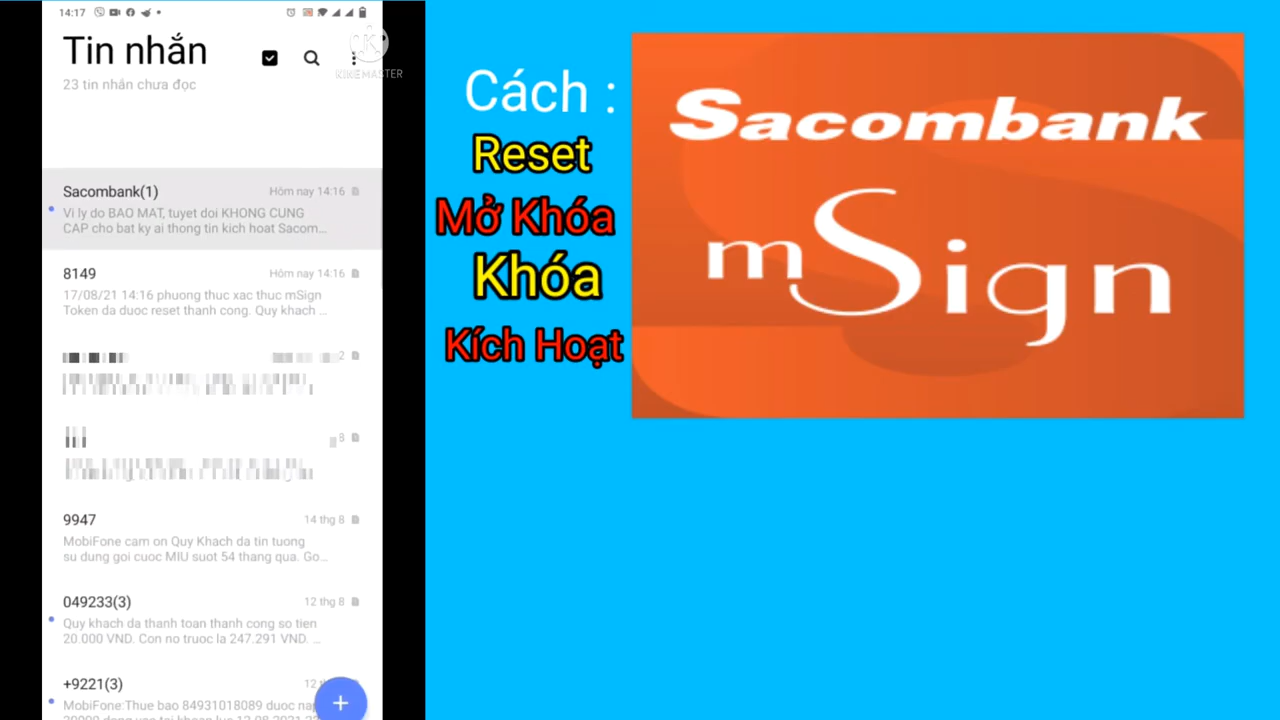 14:17
Tin nhắn
23 tin nhắn chưa đọc
KINEMASTER
Sacombank(1)
Hôm nay 14:16
Vi ly do BAO MAT, tuyet doi KHONG CUNG
CAP cho bat ky ai thong tin kich hoat Sacom...
8149
Hôm nay 14:16
17/08/21 14:16 phuong thuc xac thuc mSign
Token da duoc reset thanh cong. Quy khach ...
2
8
9947
14 thg 8
MobiFone cam on Quy Khach da tin tuong
su dung goi cuoc MIU suot 54 thang qua. Go...
049233(3)
12 thg 8
Quy khach da thanh toan thanh cong so tien
20.000 VND. Con no truoc la 247.291 VND. ...
+9221(3)
12
MobiFone:Thue bao 84931018089 duoc nap
+
Cách :
Reset
Mở Khóa
Khóa
Kích Hoạt
Sacombank
mSign